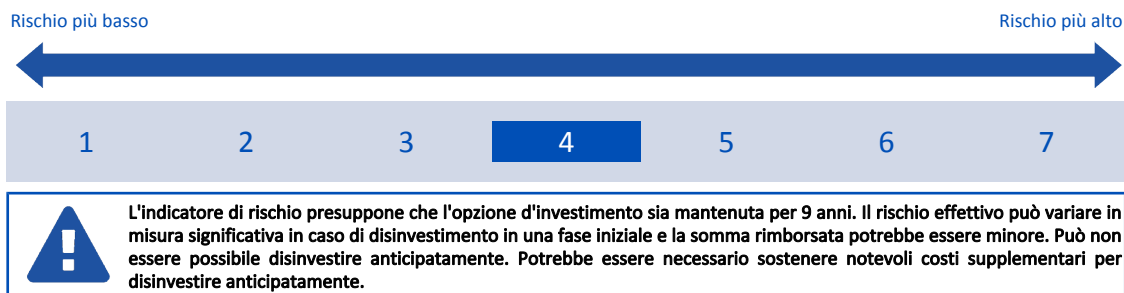 Rischio più basso Rischio più alto
1 2 3 4 5 6 7
L'indicatore di rischio presuppone che l'opzione d'investimento sia mantenuta per 9 anni. Il rischio effettivo può variare in
misura significativa in caso di disinvestimento in una fase iniziale e la somma rimborsata potrebbe essere minore. Può non
essere possibile disinvestire anticipatamente. Potrebbe essere necessario sostenere notevoli costi supplementari per
disinvestire anticipatamente.